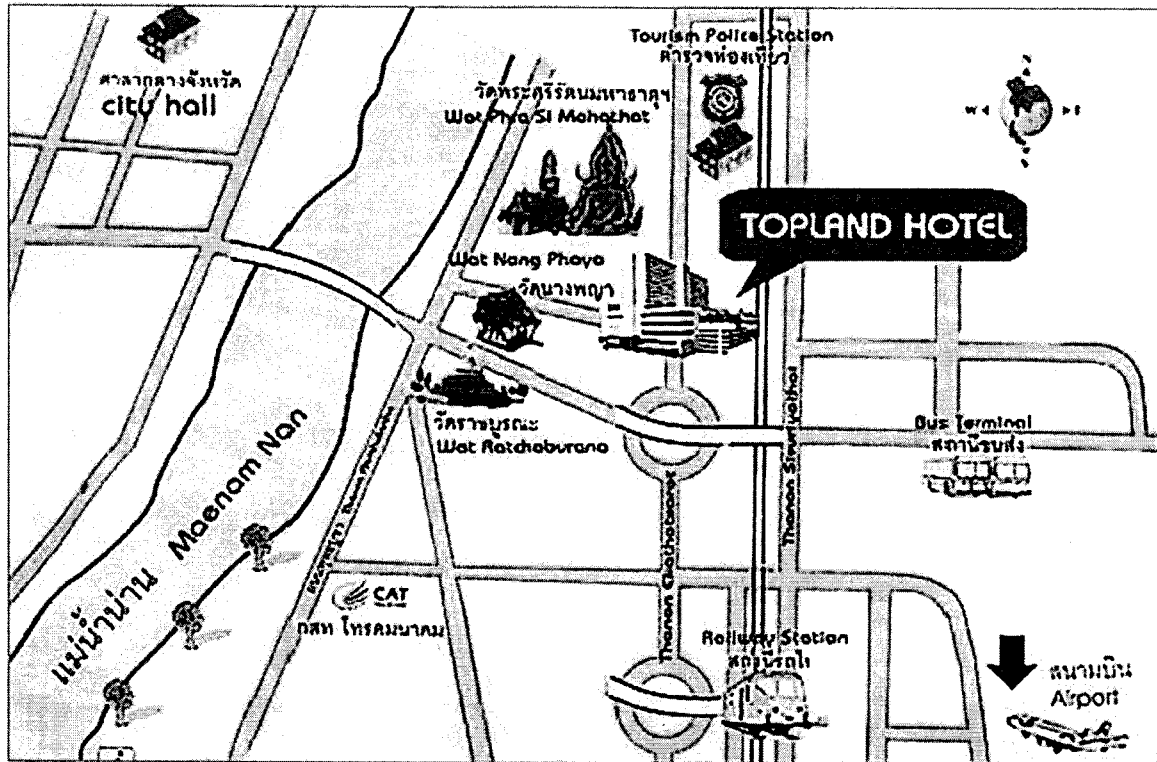 ศาลากลางจังหวัด
city hall
Tourism Police Station
ตำรวจท่องเที่ยว
วัดพระศรีรัตนมหาธาตุฯ
Wat Phra Si Mahathat
W
E
TOPLAND HOTEL
Wat Nang Phaya
วัดนางพญา
วัดราชบูรณะ
Wat Ratchaburana
Bus Terminal
สถานีขนส่ง
แม่น้ำน่าน Maenam Nan
Thanan Ekathotsarot
CAT
กสท โทรคมนาคม
Railway Station
สถานีรถไฟ
สนามบิน
Airport